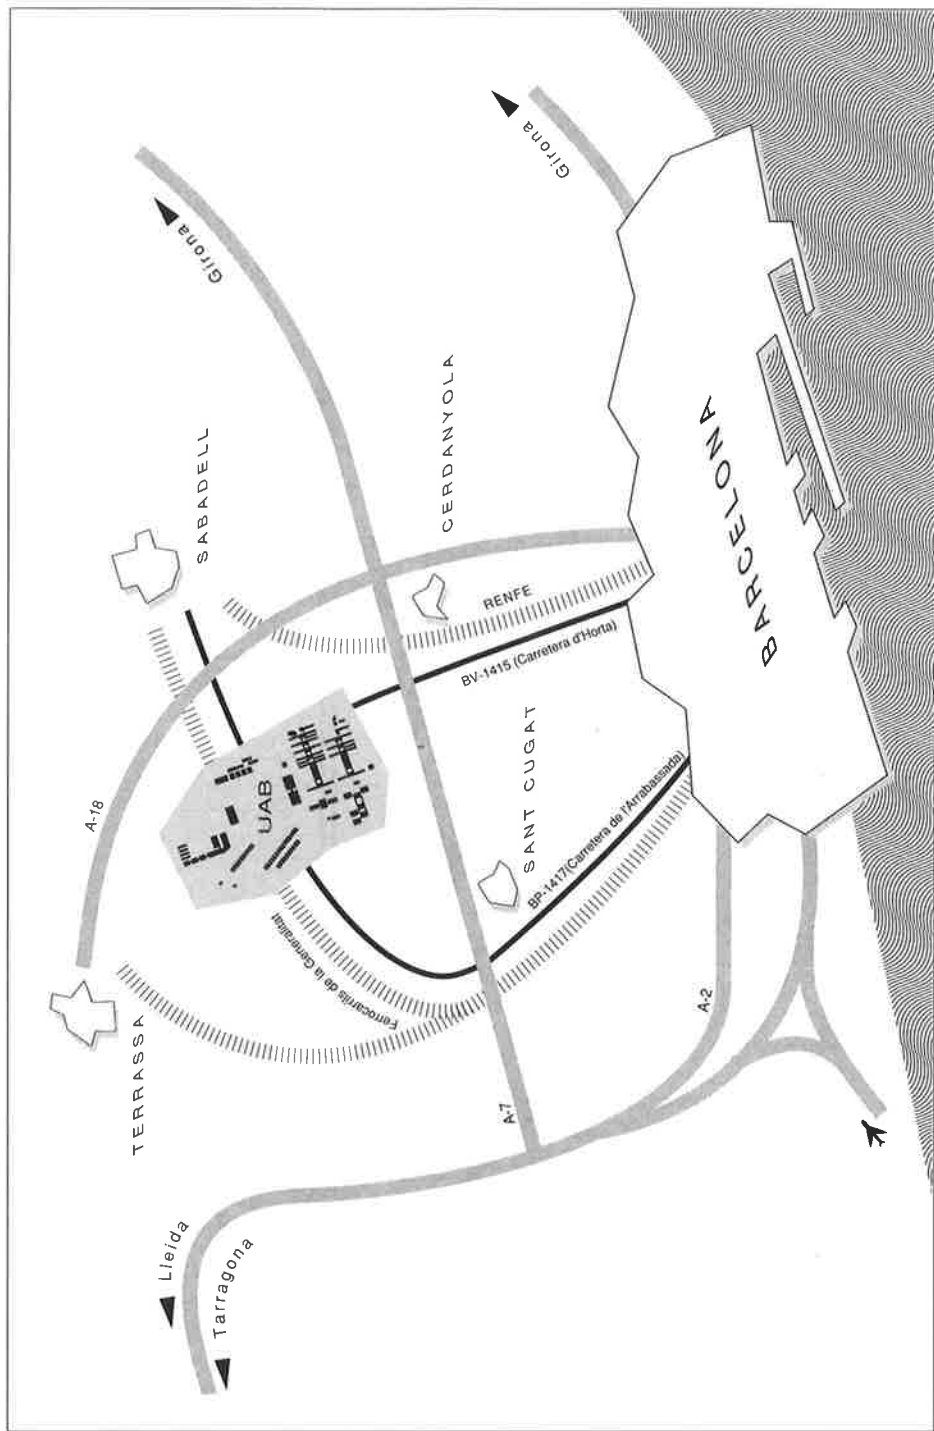 Girona
Girona
SABADELL
CERDANYOLA
BARCELONA
RENFE
BV-1415 (Carretera d'Horta)
A-18
UAB
SANT CUGAT
BP-1417(Carretera de l'Arrabassada)
Ferrocarrils de la Generalitat
TERRASSA
A-2
A-7
Lleida
Tarragona